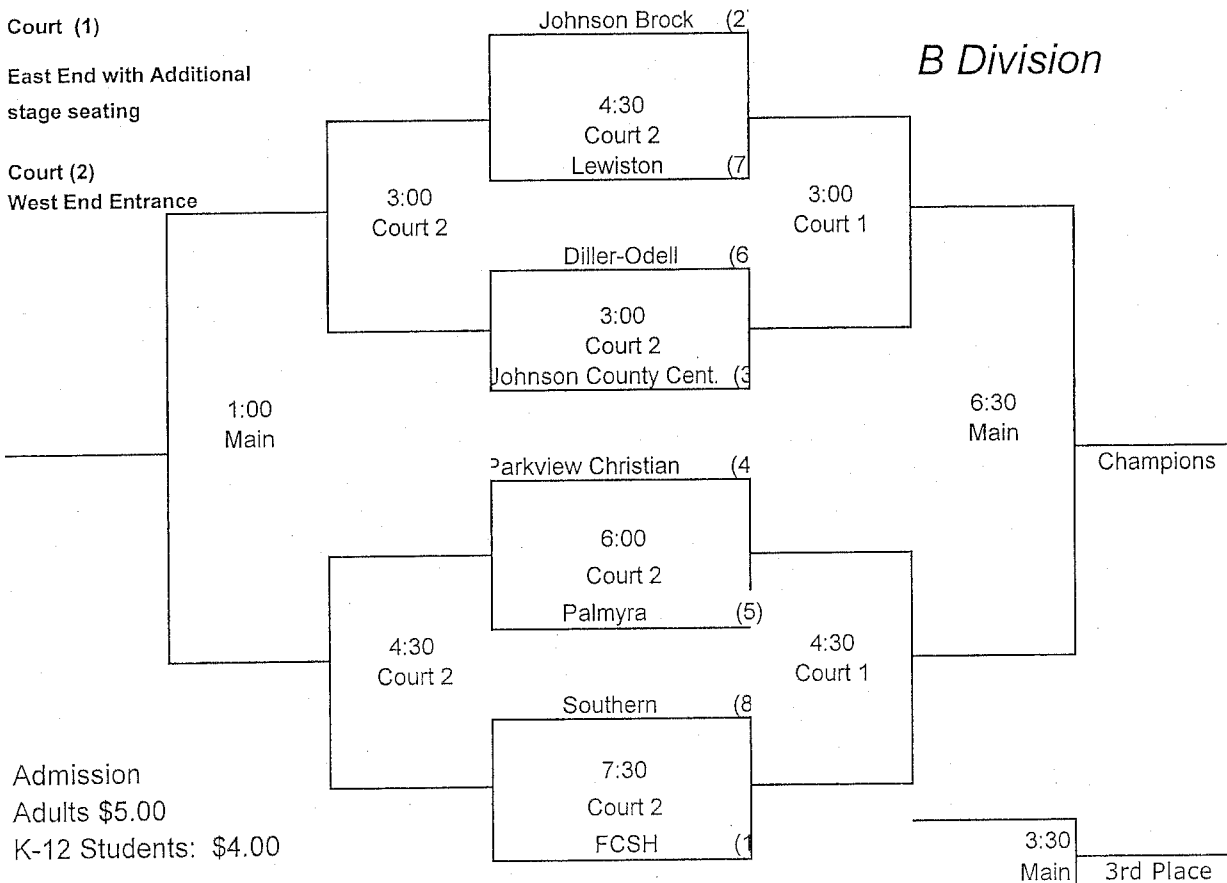 Court (1)
East End with Additional
stage seating
Court (2)
West End Entrance
B Division
Johnson Brock (2
4:30
Court 2
Lewiston (7
3:00
Court 2
3:00
Court 1
Diller-Odell (6
3:00
Court 2
Johnson County Cent. (3
1:00
Main
6:30
Main
Champions
Parkview Christian (4
6:00
Court 2
Palmyra (5)
4:30
Court 2
4:30
Court 1
Southern (8
7:30
Court 2
FCSH (1
Admission
Adults $5.00
K-12 Students: $4.00
3:30
Main
3rd Place